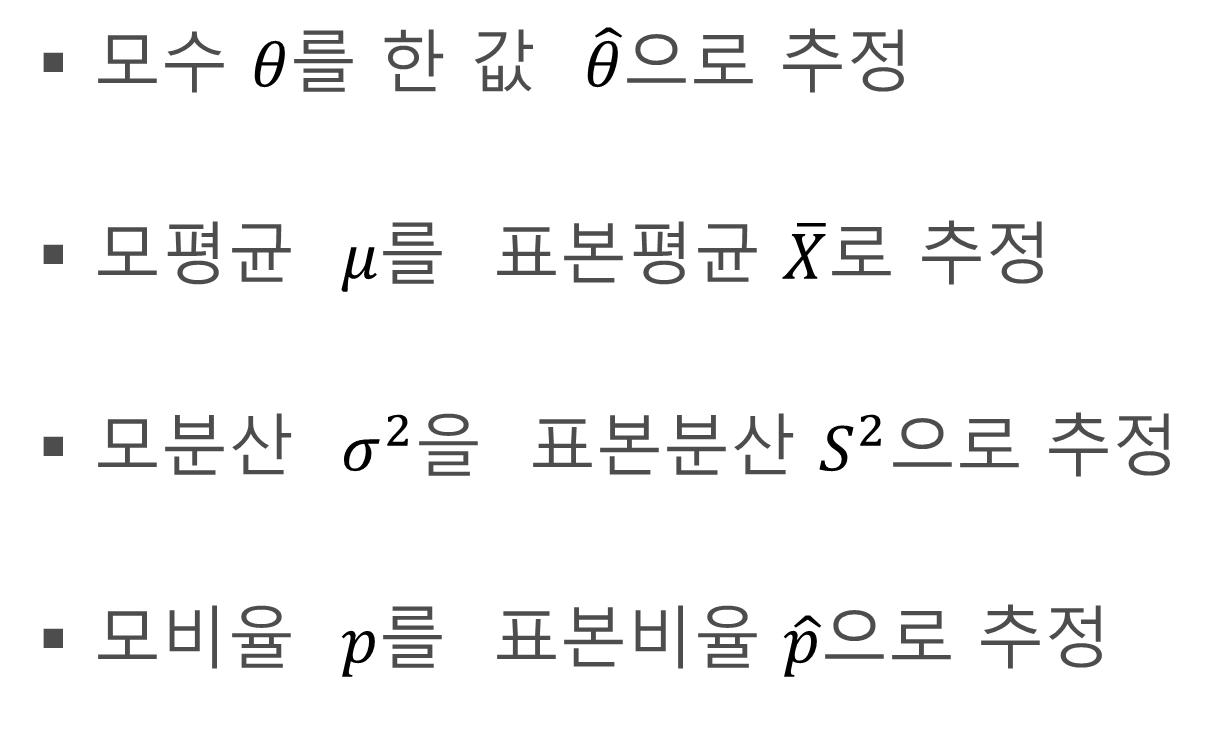 ▪ 모수 𝜃를 한 값 𝜃̂으로 추정
▪ 모평균 𝜇를 표본평균 𝑋̄로 추정
▪ 모분산 𝜎²을 표본분산 𝑆²으로 추정
▪ 모비율 𝑝를 표본비율 𝑝̂으로 추정